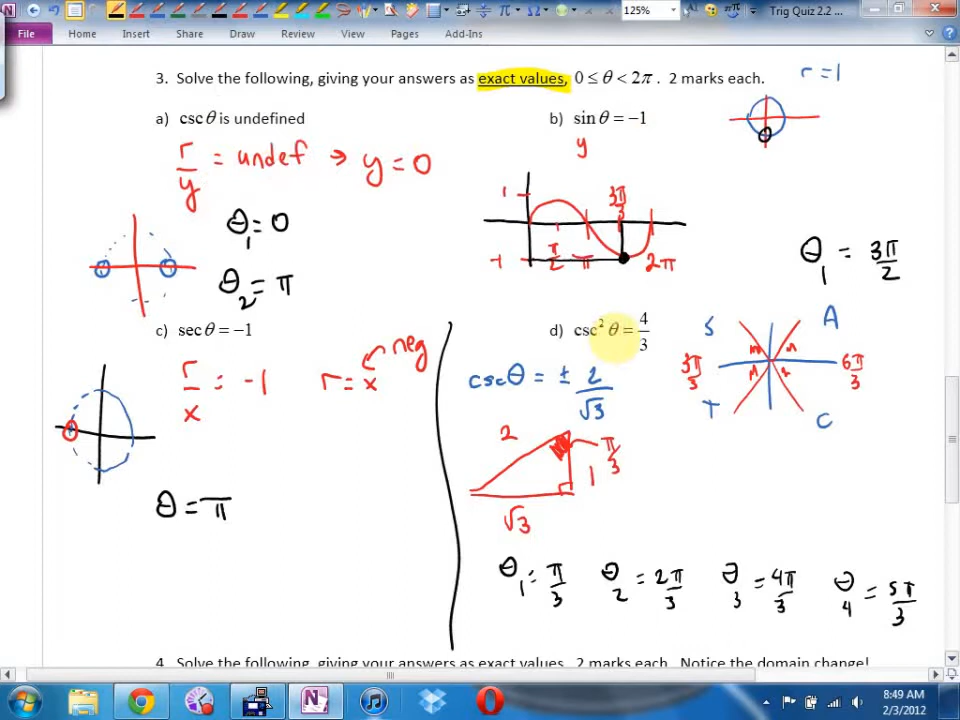 125%
Trig Quiz 2.2 ...
File Home Insert Share Draw Review View Pages Add-Ins
3. Solve the following, giving your answers as exact values, 0 ≤ θ < 2π. 2 marks each.
r = 1
a) csc θ is undefined
b) sin θ = −1
y
r/y = undef → y = 0
θ₁ = 0
θ₂ = π
1
−1
π/2
π
3π/3
2π
θ₁ = 3π/2
c) sec θ = −1
d) csc² θ = 4/3
r/x = −1
r = x
neg
θ = π
cscθ = ± 2/√3
S
A
T
C
3π/3
6π/3
2
π/3
1
√3
θ₁ = π/3 θ₂ = 2π/3 θ₃ = 4π/3 θ₄ = 5π/3
4. Solve the following, giving your answers as exact values. 2 marks each. Notice the domain change!
8:49 AM
2/3/2012